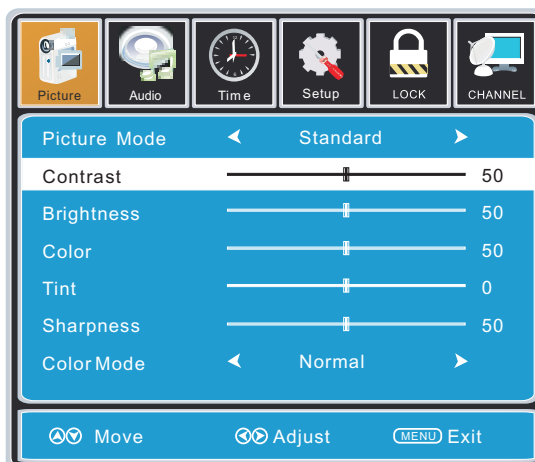 Picture Audio Time Setup LOCK CHANNEL
Picture Mode Standard
Contrast 50
Brightness 50
Color 50
Tint 0
Sharpness 50
Color Mode Normal
Move Adjust MENU Exit